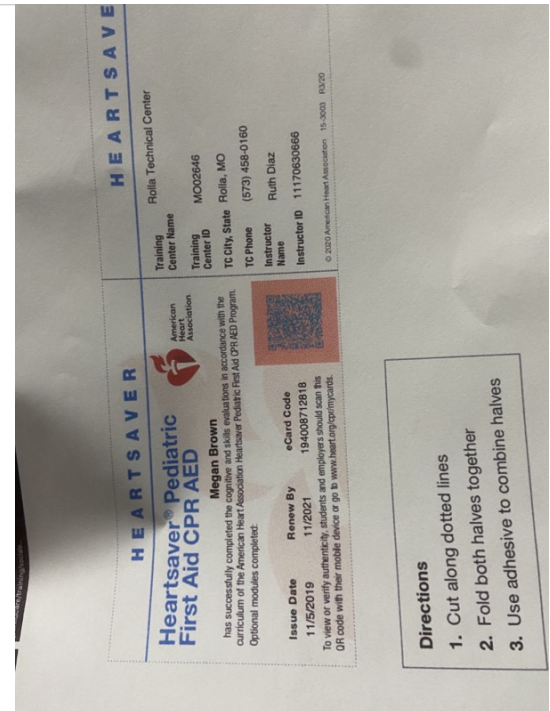 HEARTSAVER
Heartsaver® Pediatric
First Aid CPR AED
American
Heart
Association
Megan Brown
has successfully completed the cognitive and skills evaluations in accordance with the
curriculum of the American Heart Association Heartsaver Pediatric First Aid CPR AED Program.
Optional modules completed:
Issue Date Renew By eCard Code
11/5/2019 11/2021 194008712818
To view or verify authenticity, students and employers should scan this
QR code with their mobile device or go to www.heart.org/cpr/mycards.
HEARTSAVE
Training
Center Name Rolla Technical Center
Training
Center ID MO02646
TC City, State Rolla, MO
TC Phone (573) 458-0160
Instructor
Name Ruth Diaz
Instructor ID 11170630666
© 2020 American Heart Association 15-3003 R3/20
Directions
1. Cut along dotted lines
2. Fold both halves together
3. Use adhesive to combine halves